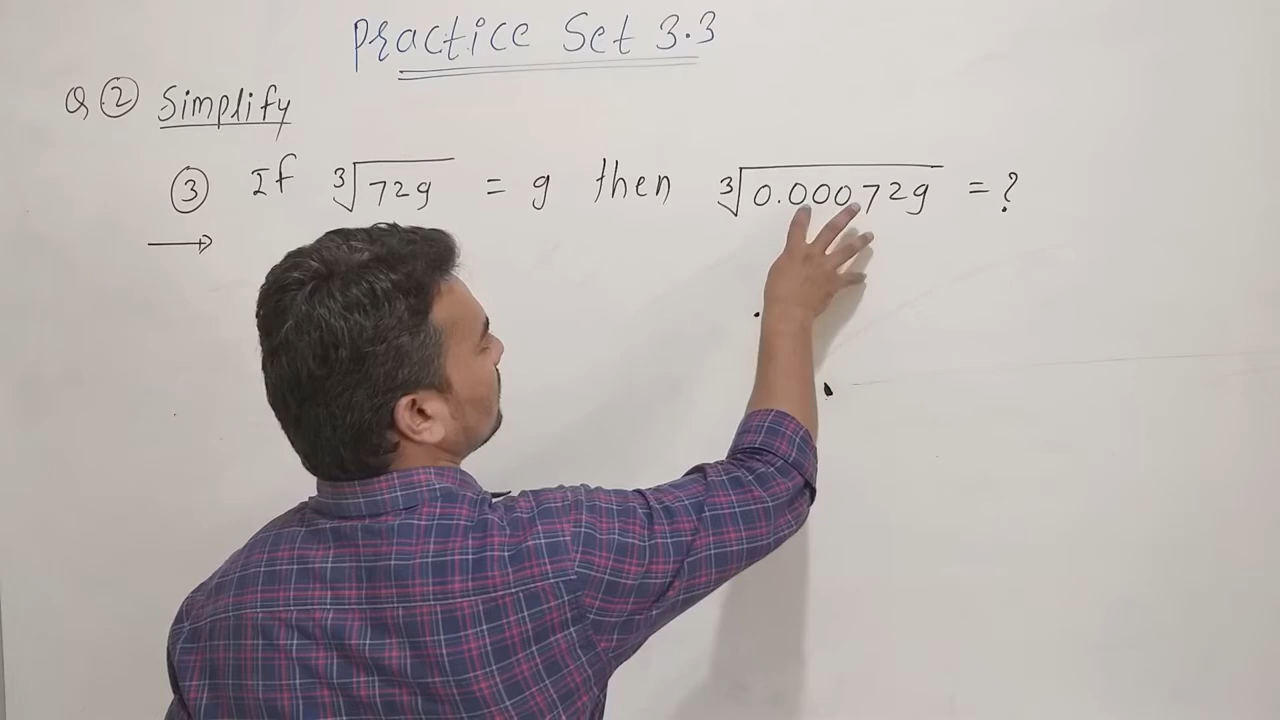 Practice Set 3.3
Q ② Simplify
③ If ∛729 = 9 then ∛0.000729 = ?